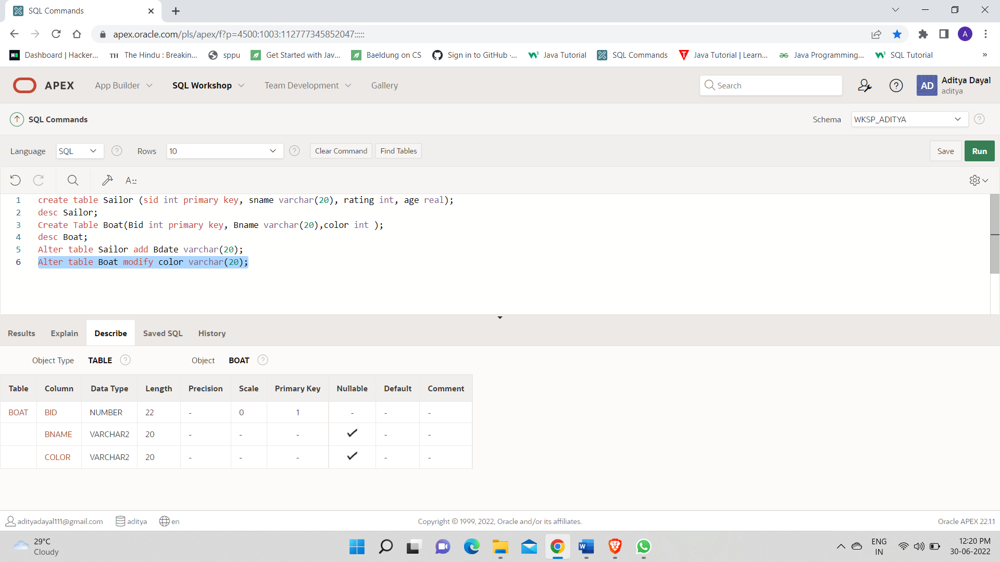 SQL Commands
apex.oracle.com/pls/apex/f?p=4500:1003:112777345852047:::::
A
Dashboard | Hacker... TH The Hindu : Breakin... sppu Get Started with Jav... Baeldung on CS Sign in to GitHub ·... Java Tutorial SQL Commands Java Tutorial | Learn... Java Programming... SQL Tutorial »
APEX App Builder SQL Workshop Team Development Gallery Search ? AD Aditya Dayal
aditya
SQL Commands Schema WKSP_ADITYA ?
Language SQL ? Rows 10 ? Clear Command Find Tables Save Run
1 create table Sailor (sid int primary key, sname varchar(20), rating int, age real);
2 desc Sailor;
3 Create Table Boat(Bid int primary key, Bname varchar(20),color int );
4 desc Boat;
5 Alter table Sailor add Bdate varchar(20);
6 Alter table Boat modify color varchar(20);
Results Explain Describe Saved SQL History
Object Type TABLE ? Object BOAT ?
Table Column Data Type Length Precision Scale Primary Key Nullable Default Comment
BOAT BID NUMBER 22 - 0 1 - - -
BNAME VARCHAR2 20 - - - - -
COLOR VARCHAR2 20 - - - - -
adityadayal111@gmail.com aditya en Copyright © 1999, 2022, Oracle and/or its affiliates. Oracle APEX 22.1.1
29°C
Cloudy
ENG
IN
12:20 PM
30-06-2022